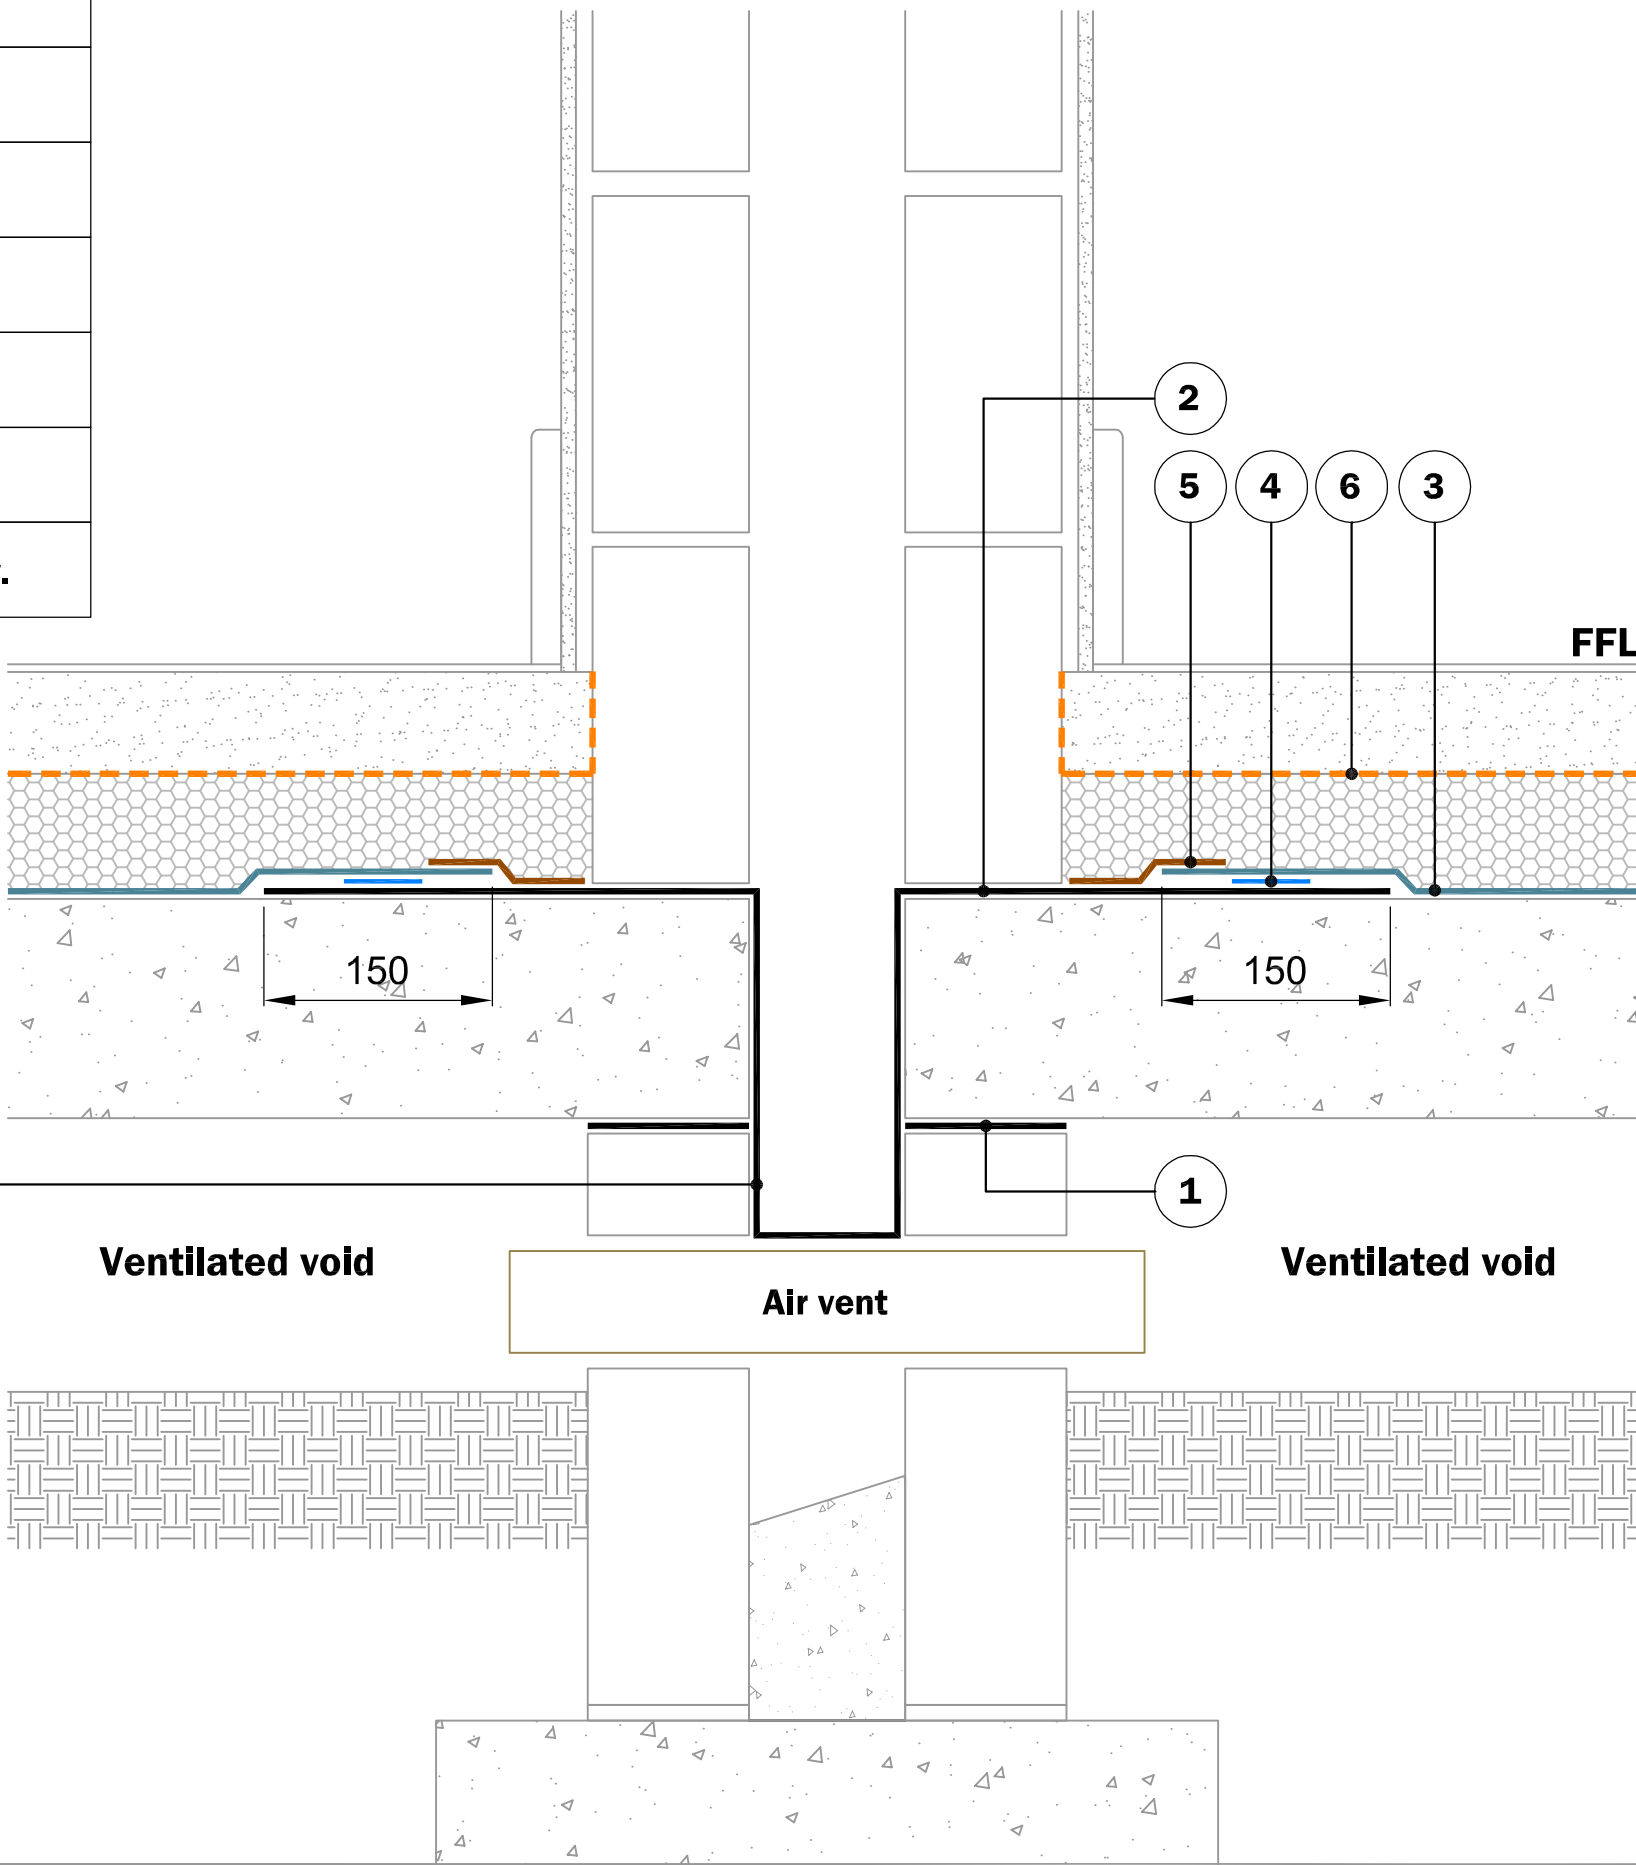 2
5 4 6 3
FFL
150 150
1
Ventilated void Ventilated void
Air vent